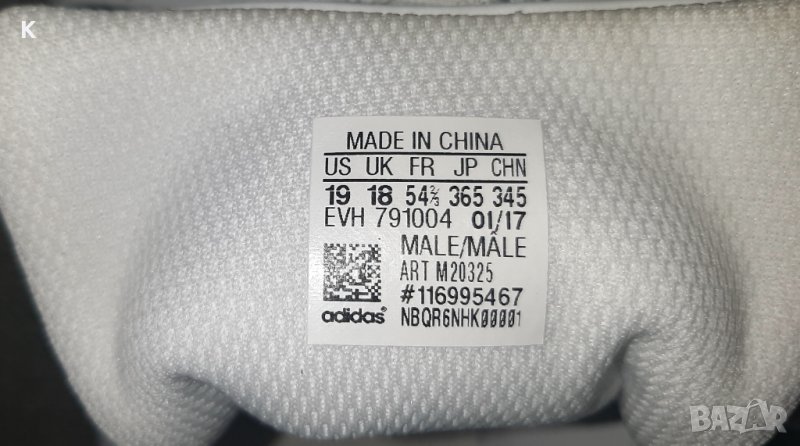 K
MADE IN CHINA
US UK FR JP CHN
19 18 54⅔ 365 345
EVH 791004 01/17
MALE/MÂLE
ART M20325
#116995467
adidas®
NBQR6NHK00001
BAZAR